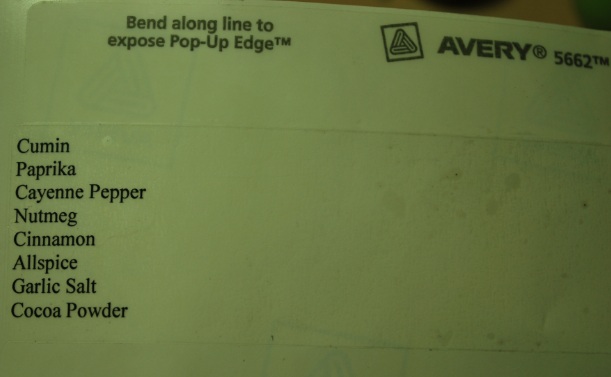 Bend along line to
expose Pop-Up Edge™
AVERY® 5662™
Cumin
Paprika
Cayenne Pepper
Nutmeg
Cinnamon
Allspice
Garlic Salt
Cocoa Powder